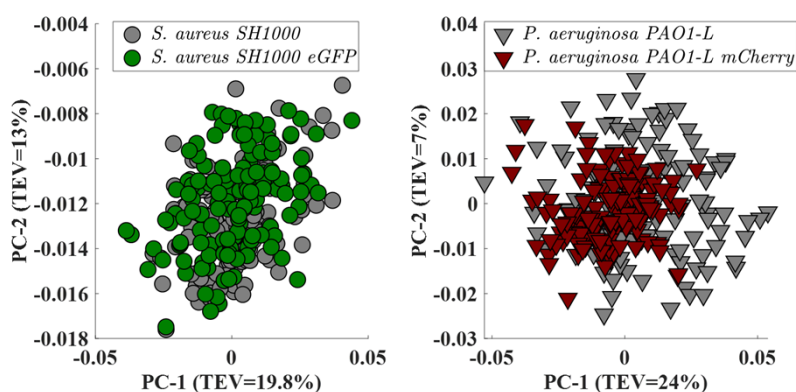 S. aureus SH1000
S. aureus SH1000 eGFP
-0.006
-0.008
-0.01
-0.012
-0.014
-0.016
-0.018
PC-2 (TEV=13%)
-0.05
0
0.05
PC-1 (TEV=19.8%)
P. aeruginosa PAO1-L
P. aeruginosa PAO1-L mCherry
0.04
0.03
0.02
0.01
0
-0.01
-0.02
-0.03
PC-2 (TEV=7%)
-0.05
0
0.05
PC-1 (TEV=24%)